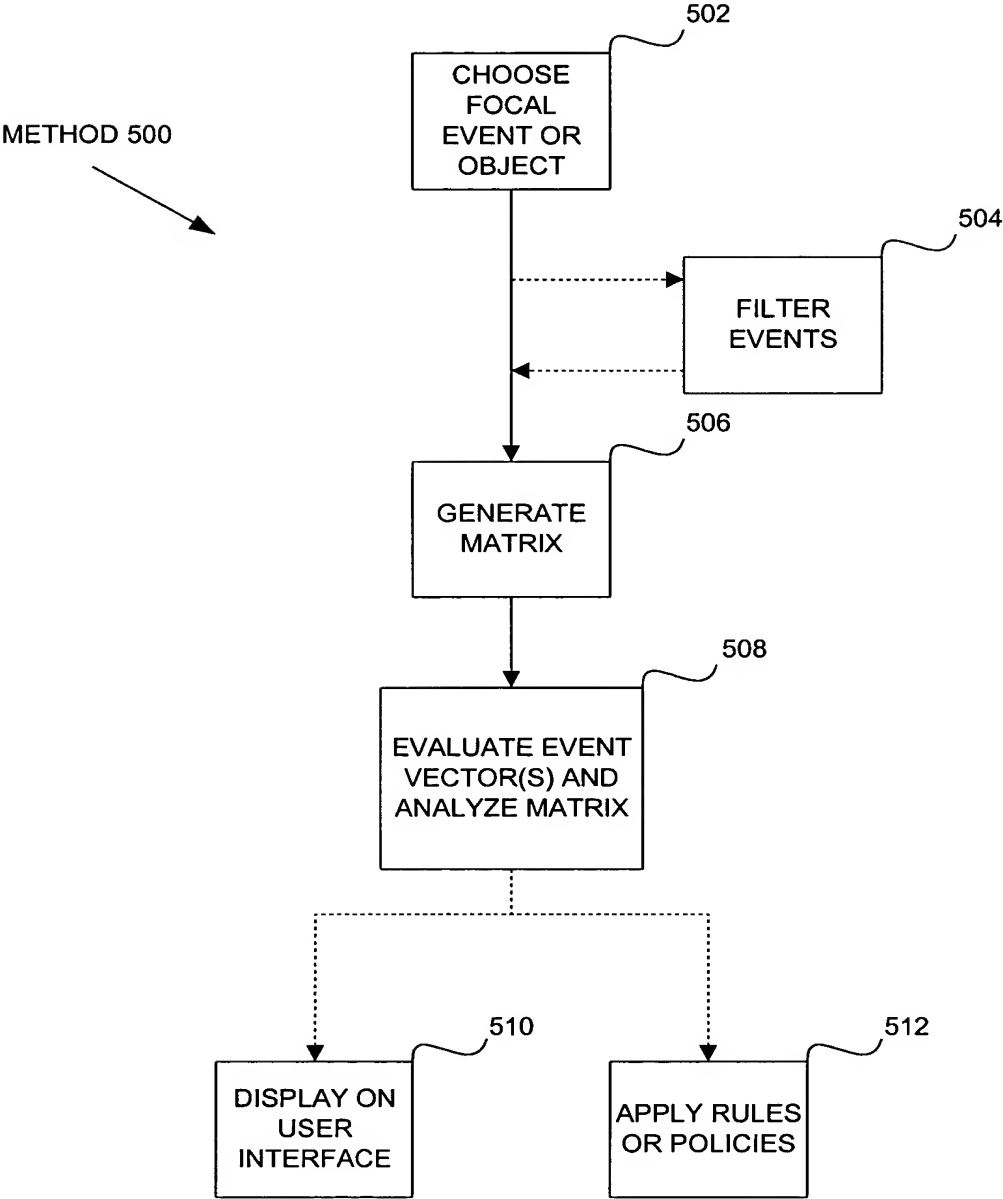 502
CHOOSE
FOCAL
EVENT OR
OBJECT
METHOD 500
504
FILTER
EVENTS
506
GENERATE
MATRIX
508
EVALUATE EVENT
VECTOR(S) AND
ANALYZE MATRIX
510
DISPLAY ON
USER
INTERFACE
512
APPLY RULES
OR POLICIES